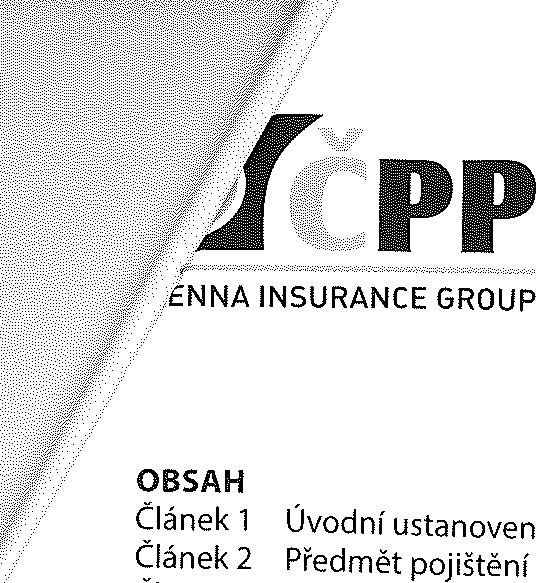 ČPP
ENNA INSURANCE GROUP
OBSAH
Článek 1 Úvodní ustanoven
Článek 2 Předmět pojištění